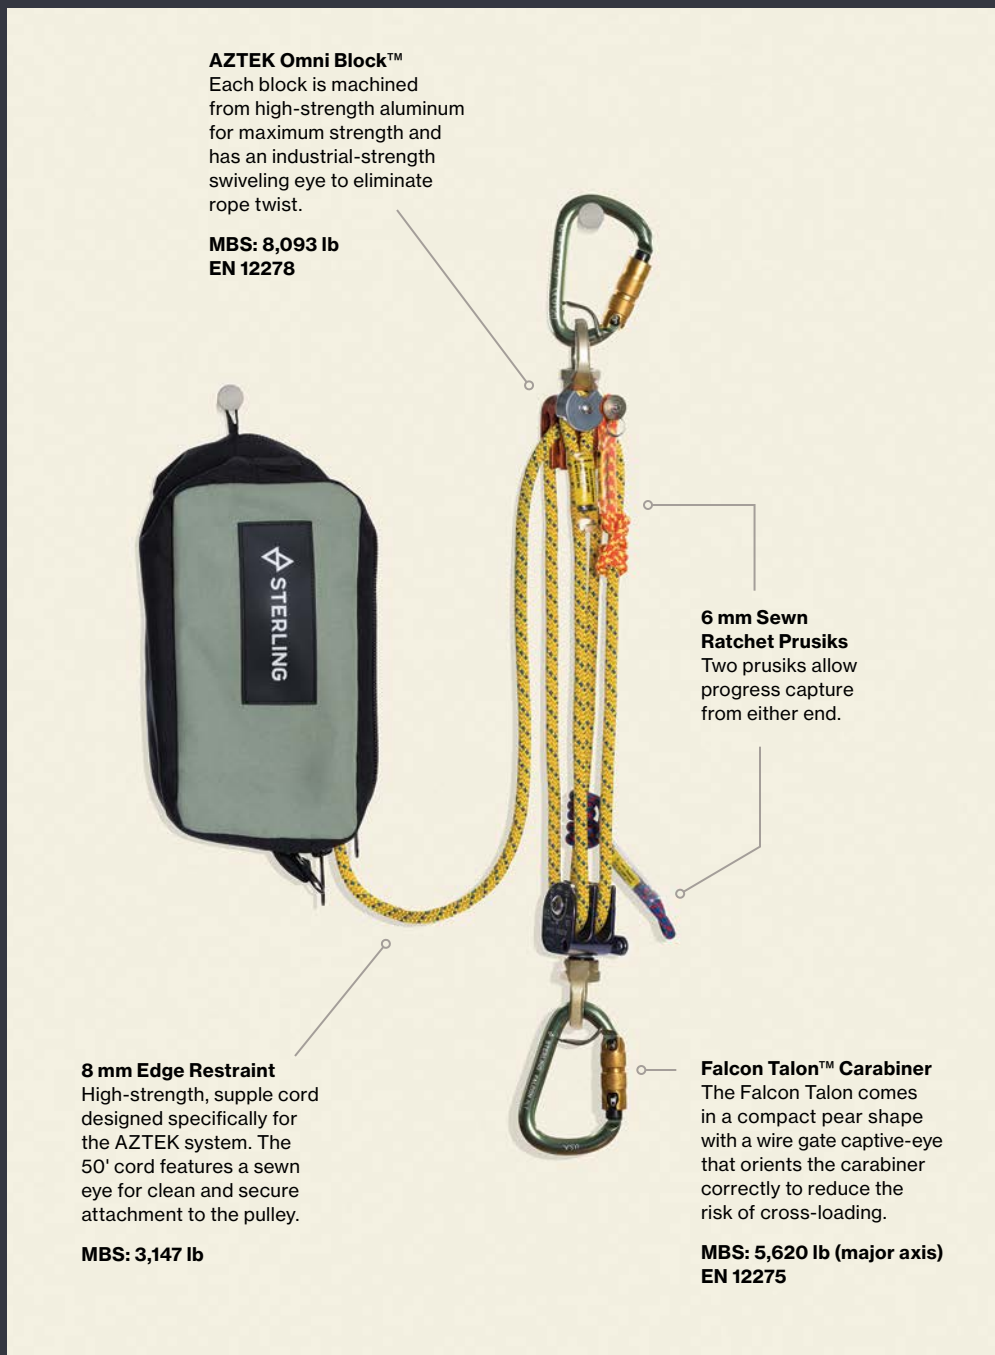 AZTEK Omni Block™
Each block is machined
from high-strength aluminum
for maximum strength and
has an industrial-strength
swiveling eye to eliminate
rope twist.
MBS: 8,093 lb
EN 12278
STERLING
6 mm Sewn
Ratchet Prusiks
Two prusiks allow
progress capture
from either end.
8 mm Edge Restraint
High-strength, supple cord
designed specifically for
the AZTEK system. The
50' cord features a sewn
eye for clean and secure
attachment to the pulley.
MBS: 3,147 lb
Falcon Talon™ Carabiner
The Falcon Talon comes
in a compact pear shape
with a wire gate captive-eye
that orients the carabiner
correctly to reduce the
risk of cross-loading.
MBS: 5,620 lb (major axis)
EN 12275